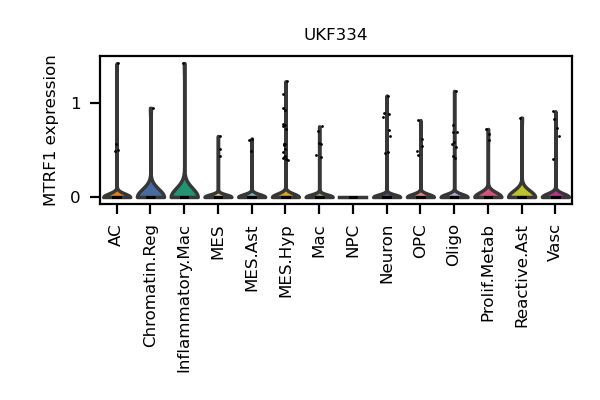 UKF334
MTRF1 expression
1
0
AC
Chromatin.Reg
Inflammatory.Mac
MES
MES.Ast
MES.Hyp
Mac
NPC
Neuron
OPC
Oligo
Prolif.Metab
Reactive.Ast
Vasc